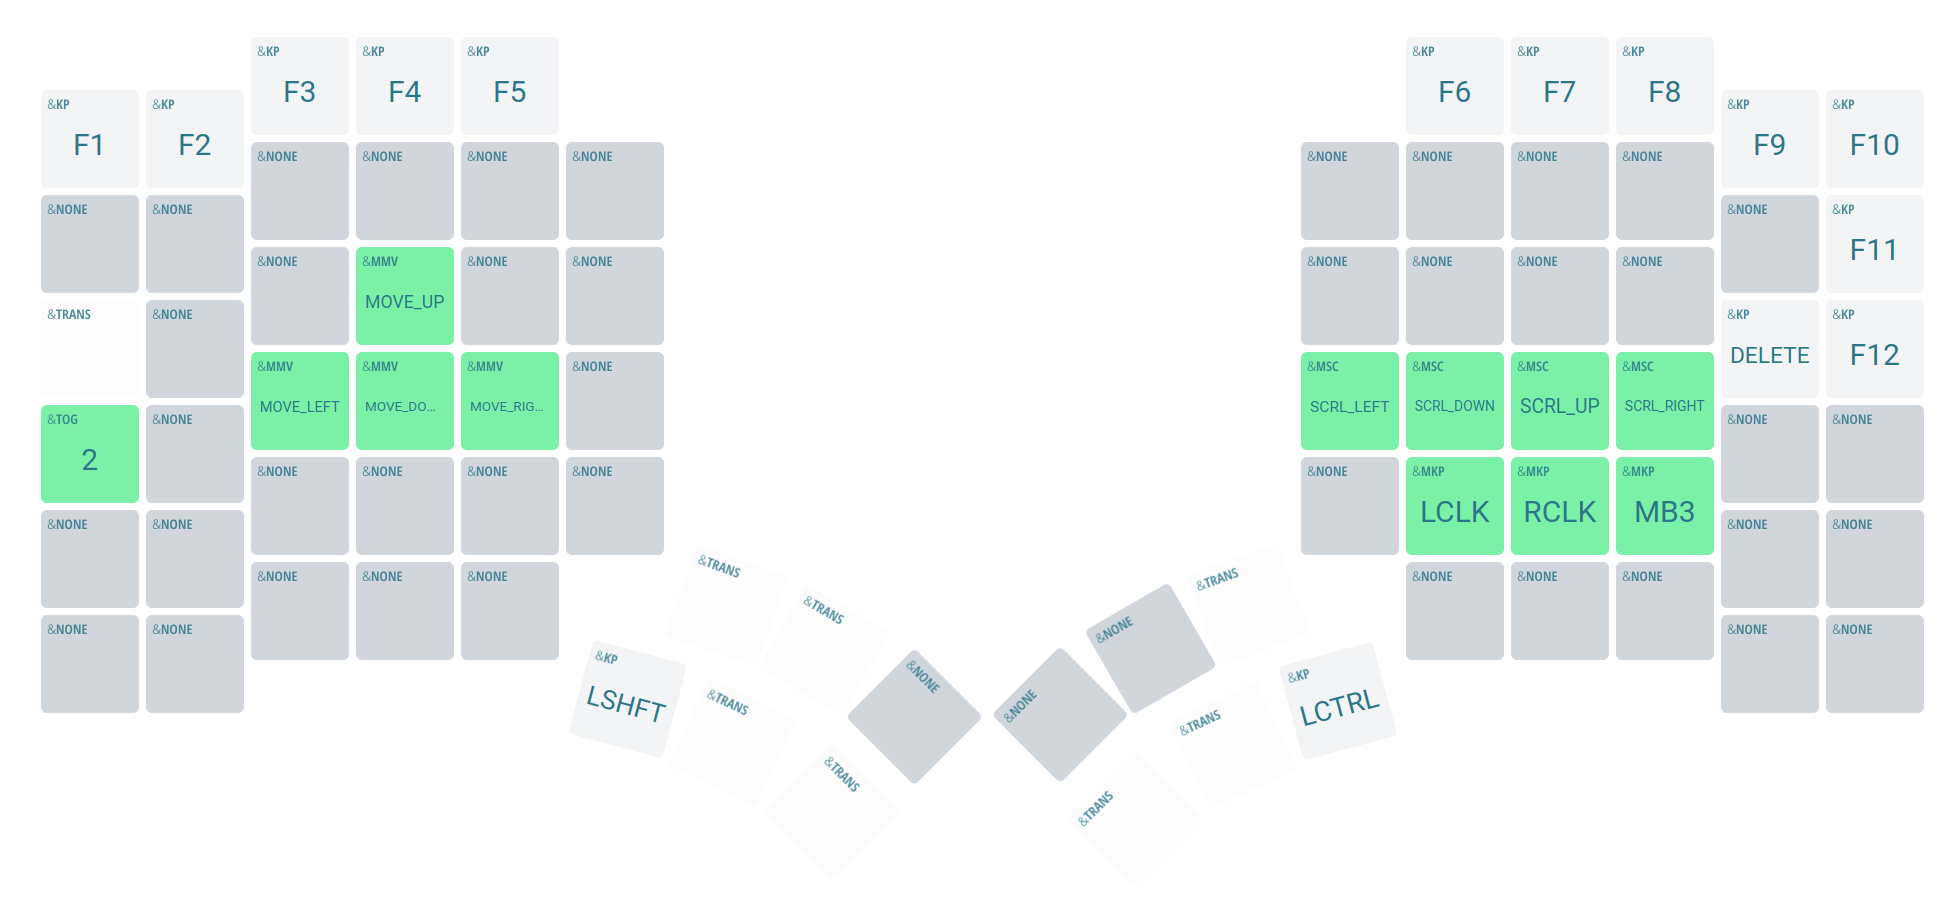 &KP &KP &KP &KP &KP &KP
F3 F4 F5 F6 F7 F8
&KP &KP &KP &KP
F1 F2 F9 F10
&NONE &NONE &NONE &NONE &NONE &NONE &NONE &NONE
&NONE &NONE &NONE &KP
F11
&NONE &MMV &NONE &NONE &NONE &NONE &NONE &NONE
MOVE_UP
&TRANS &NONE &KP &KP
DELETE F12
&MMV &MMV &MMV &NONE &MSC &MSC &MSC &MSC
MOVE_LEFT MOVE_DO... MOVE_RIG... SCRL_LEFT SCRL_DOWN SCRL_UP SCRL_RIGHT
&TOG &NONE &NONE &NONE
2
&NONE &NONE &NONE &NONE &NONE &MKP &MKP &MKP
LCLK RCLK MB3
&NONE &NONE &NONE &NONE
&NONE &NONE &NONE &NONE &NONE &NONE
&NONE &NONE &NONE &NONE
&TRANS &TRANS &NONE &NONE &NONE &TRANS
&KP &TRANS &TRANS &TRANS &TRANS &KP
LSHFT LCTRL